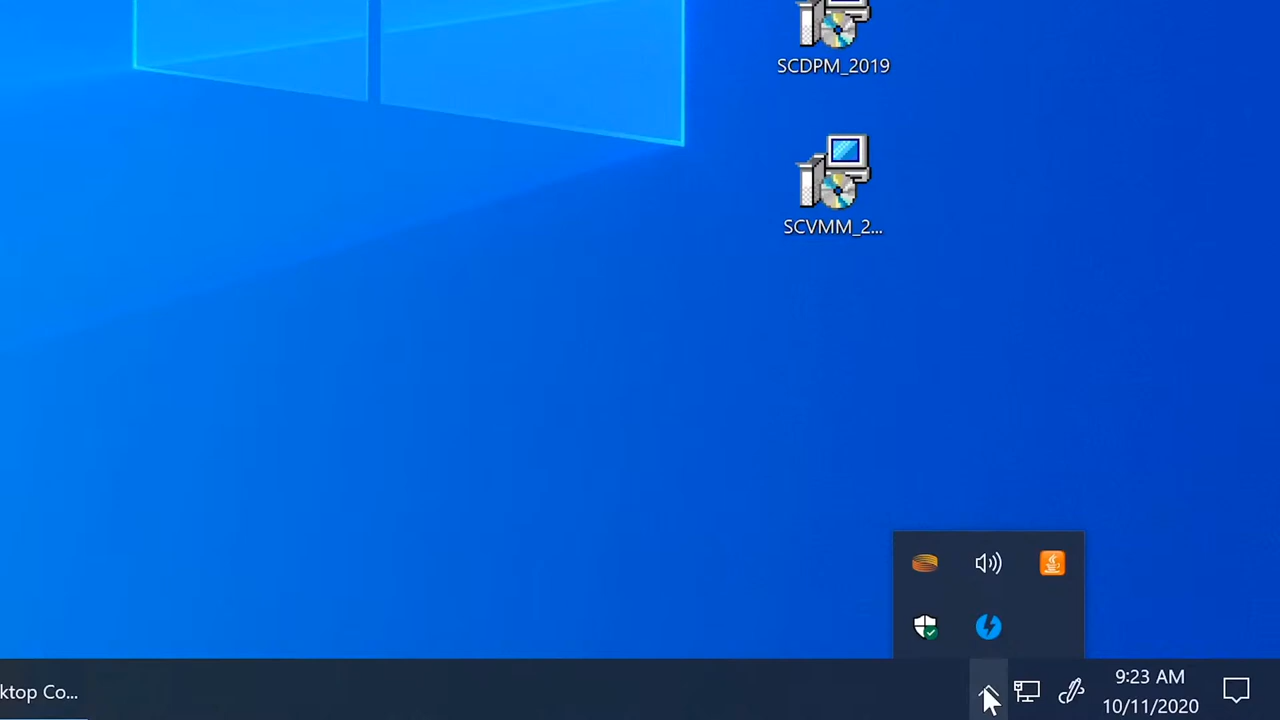 SCDPM_2019
SCVMM_2...
ktop Co...
9:23 AM
10/11/2020